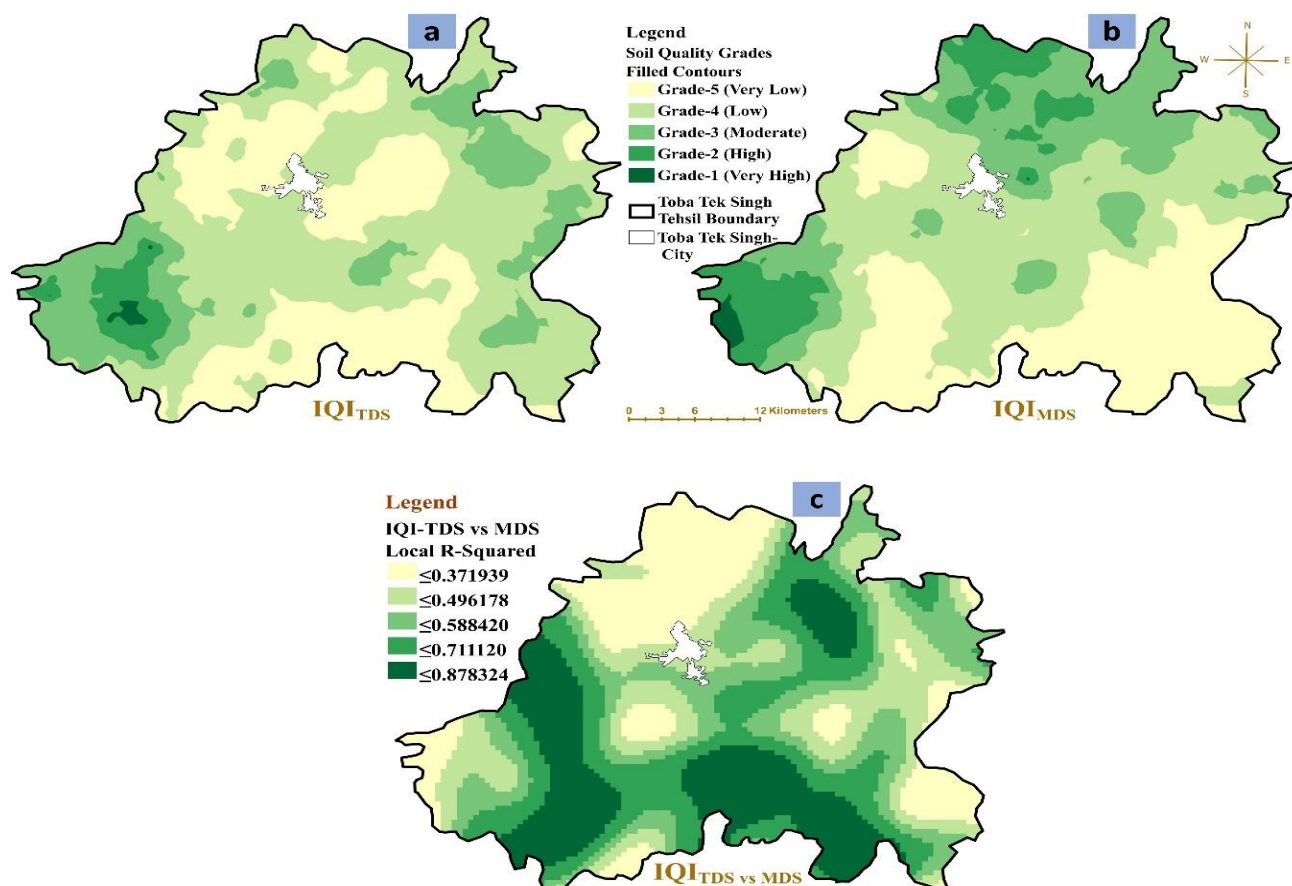 a
Legend
Soil Quality Grades
Filled Contours
Grade-5 (Very Low)
Grade-4 (Low)
Grade-3 (Moderate)
Grade-2 (High)
Grade-1 (Very High)
Toba Tek Singh
Tehsil Boundary
Toba Tek Singh-
City
b
N
W E
S
IQITDS
0 3 6 12 Kilometers
IQIMDS
Legend
IQI-TDS vs MDS
Local R-Squared
≤0.371939
≤0.496178
≤0.588420
≤0.711120
≤0.878324
c
IQITDS vs MDS